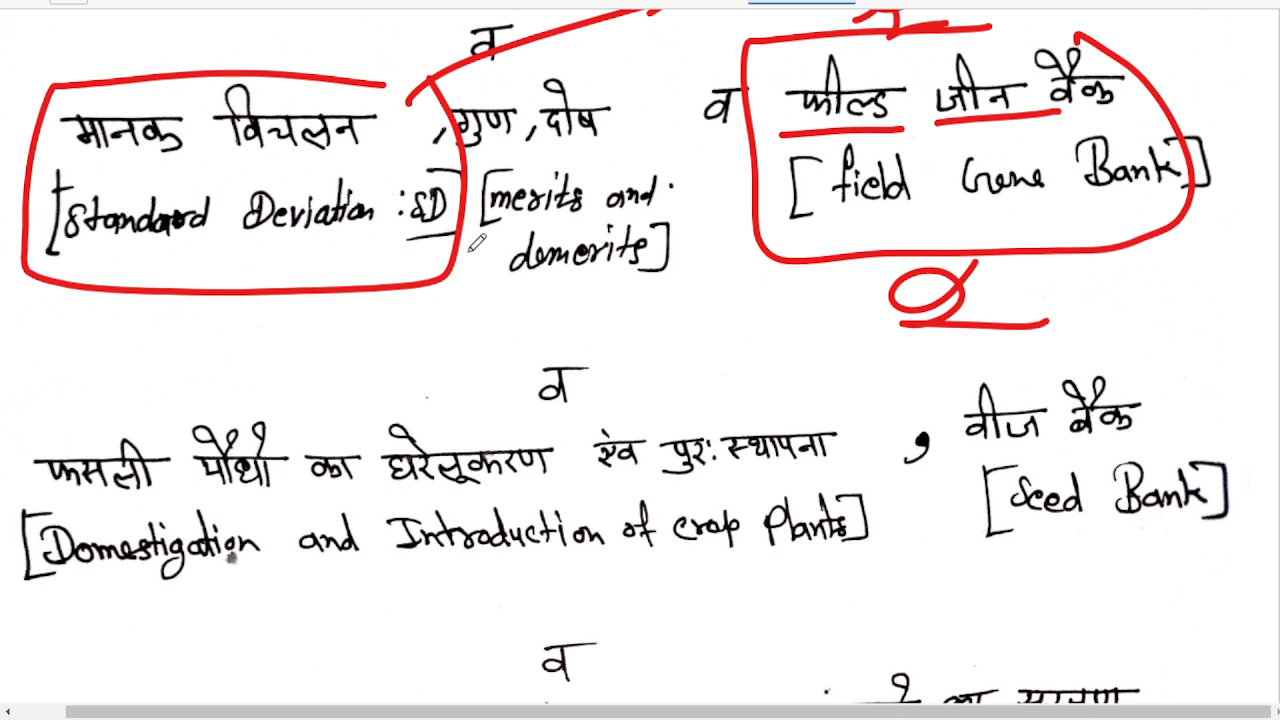 व
मानक विचलन , गुण , दोष
[Standard Deviation : SD] [merits and
demerits]
व फील्ड जीन बैंक
[field Gene Bank]
व
फसली पौधो का घरेलूकरण एंव पुरः स्थापना , बीज बैंक
[Domestigation and Introduction of crop Plants] [Seed Bank]
व